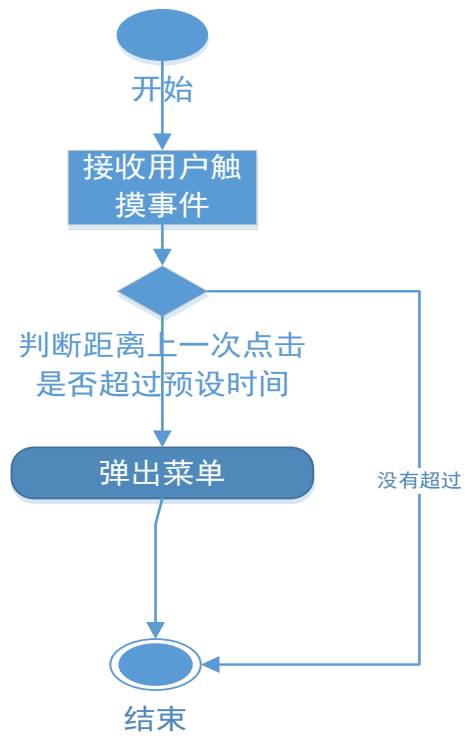 开始
接收用户触
摸事件
判断距离上一次点击
是否超过预设时间
弹出菜单
没有超过
结束